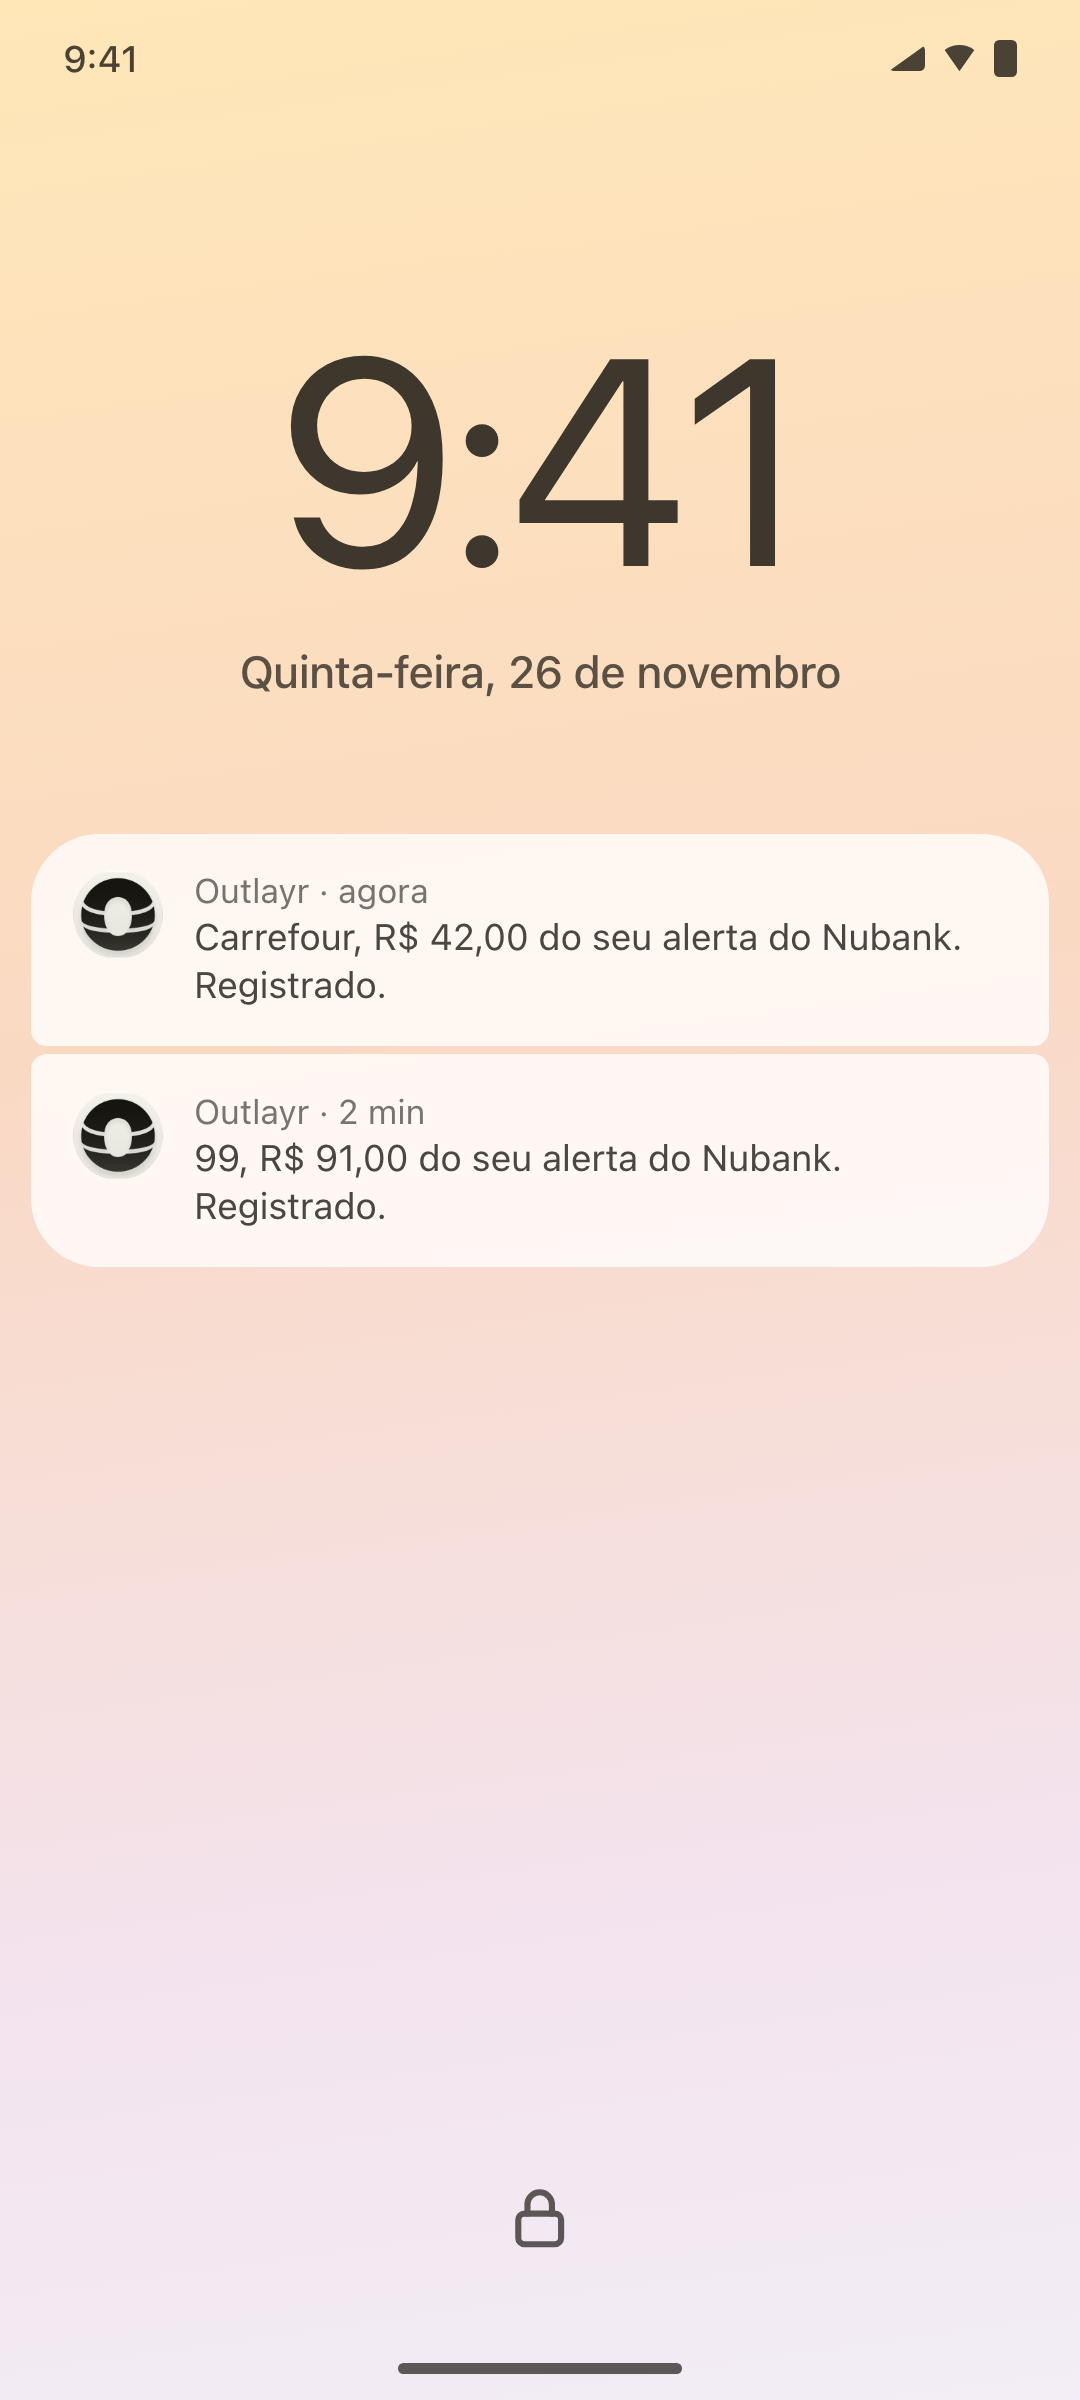 9:41
9:41
Quinta-feira, 26 de novembro
Outlayr · agora
Carrefour, R$ 42,00 do seu alerta do Nubank.
Registrado.
Outlayr · 2 min
99, R$ 91,00 do seu alerta do Nubank.
Registrado.